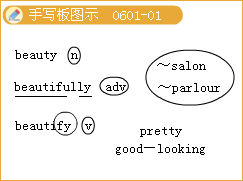 手写板图示 0601-01
beauty n
beautifully adv
beautify v
～salon
～parlour
pretty
good—looking